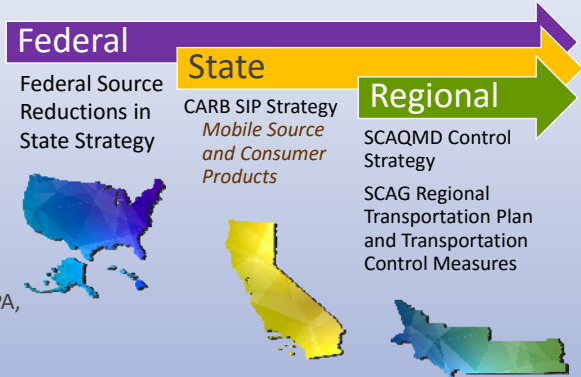 Federal
Federal Source
Reductions in
State Strategy
State
CARB SIP Strategy
Mobile Source
and Consumer
Products
Regional
SCAQMD Control
Strategy
SCAG Regional
Transportation Plan
and Transportation
Control Measures
PA,